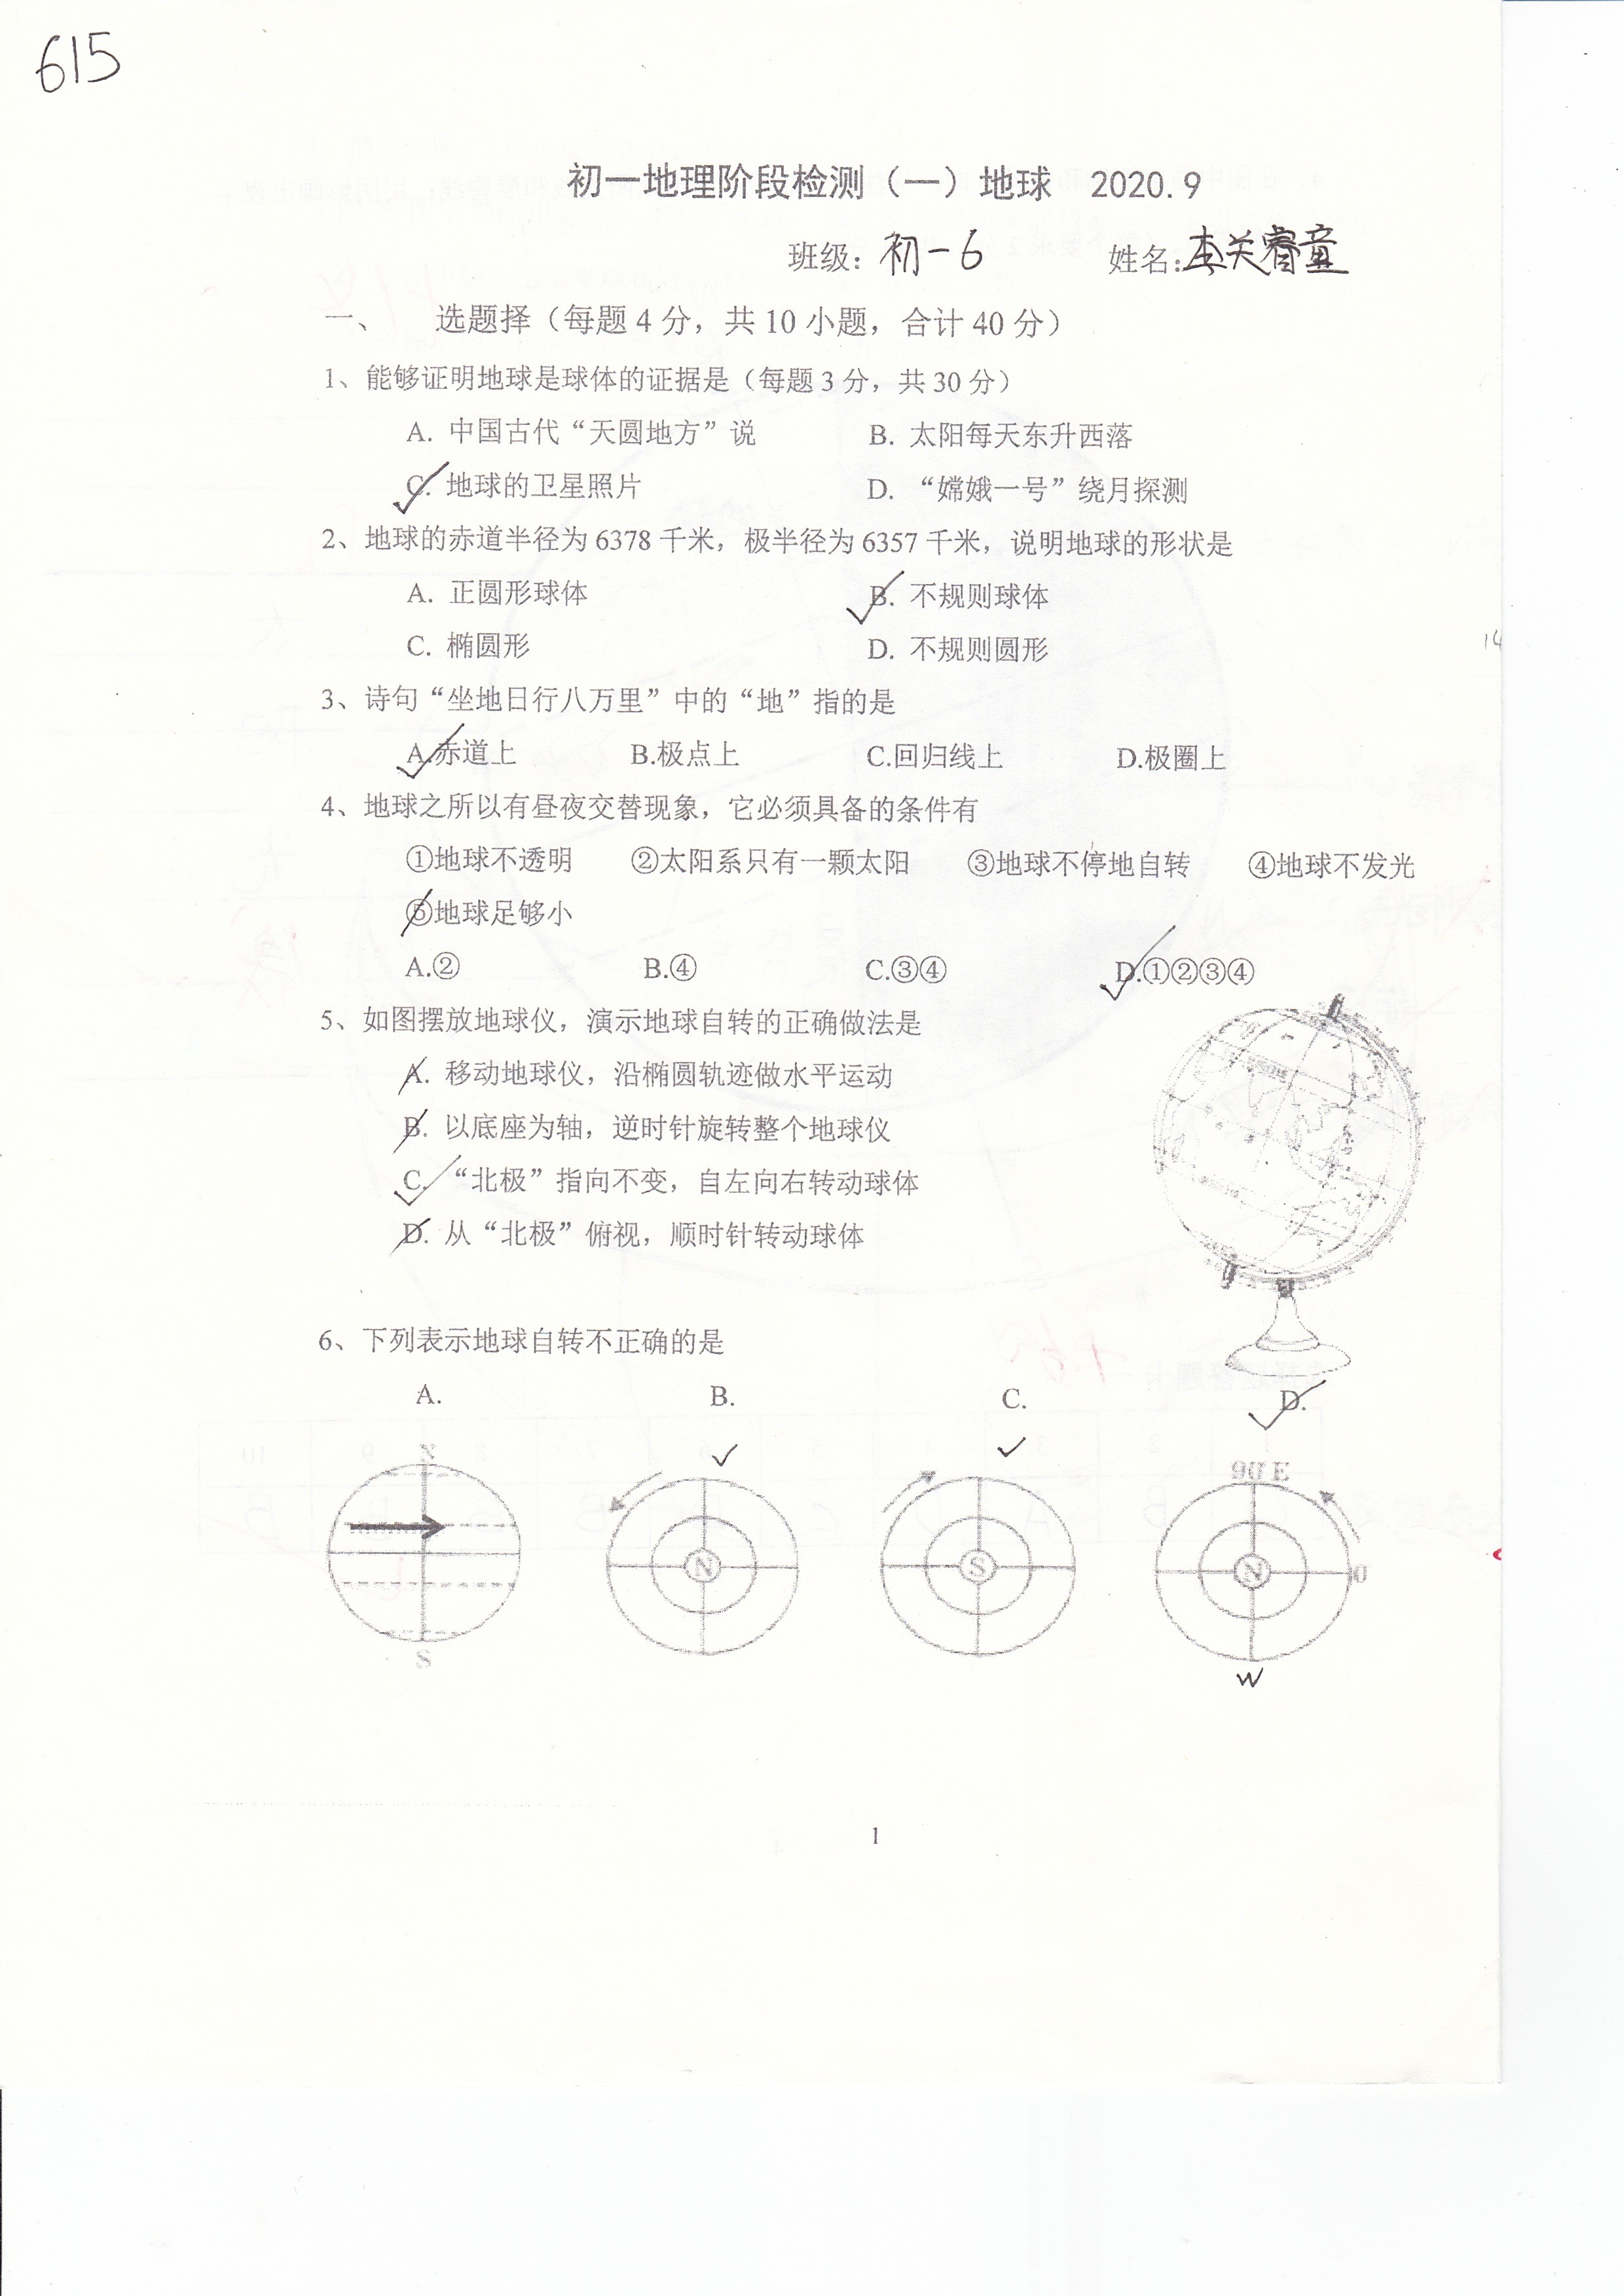 615
初一地理阶段检测（一）地球 2020.9
班级：初一6 姓名：李关睿童
一、 选题择（每题 4 分，共 10 小题，合计 40 分）
1、能够证明地球是球体的证据是（每题 3 分，共 30 分）
A. 中国古代“天圆地方”说 B. 太阳每天东升西落
C. 地球的卫星照片 D. “嫦娥一号”绕月探测
2、地球的赤道半径为 6378 千米，极半径为 6357 千米，说明地球的形状是
A. 正圆形球体 B. 不规则球体
C. 椭圆形 D. 不规则圆形
14
3、诗句“坐地日行八万里”中的“地”指的是
A.赤道上 B.极点上 C.回归线上 D.极圈上
4、地球之所以有昼夜交替现象，它必须具备的条件有
①地球不透明 ②太阳系只有一颗太阳 ③地球不停地自转 ④地球不发光
⑤地球足够小
A.② B.④ C.③④ D.①②③④
5、如图摆放地球仪，演示地球自转的正确做法是
A. 移动地球仪，沿椭圆轨迹做水平运动
B. 以底座为轴，逆时针旋转整个地球仪
C. “北极”指向不变，自左向右转动球体
D. 从“北极”俯视，顺时针转动球体
6、下列表示地球自转不正确的是
A. B. C. D.
N 90 E
N S N 0
S W
1